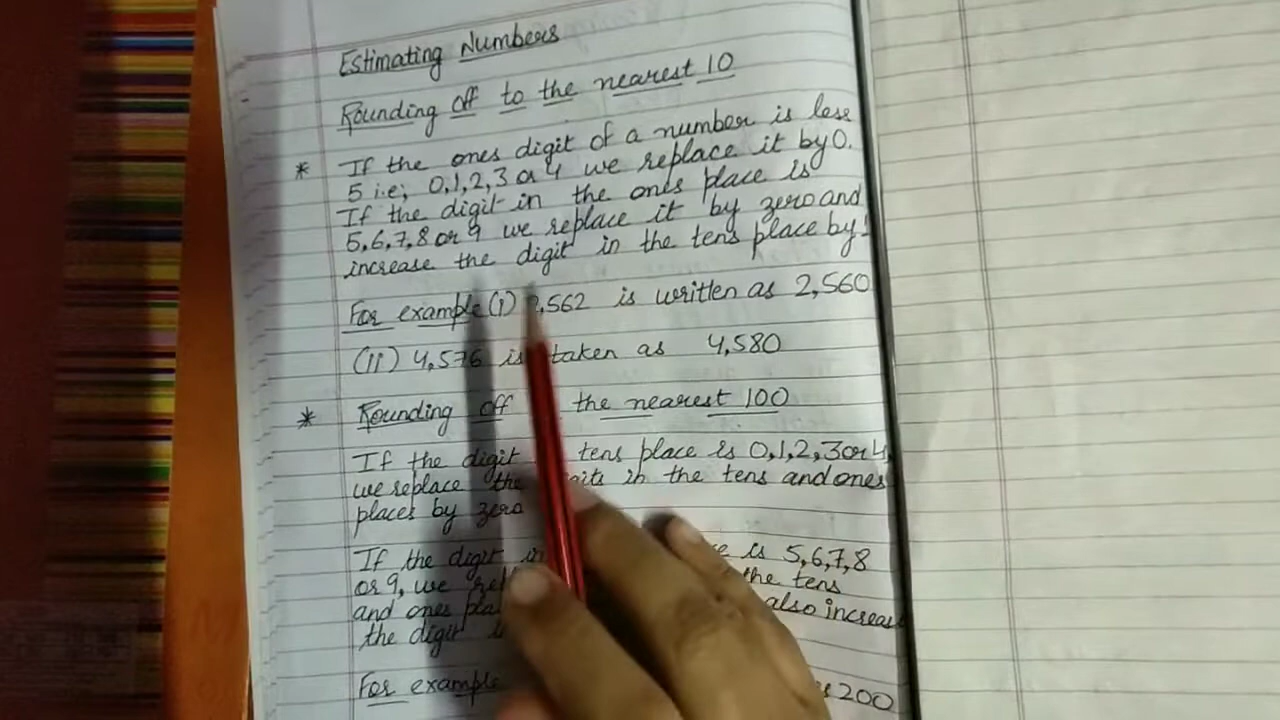 Estimating Numbers
Rounding off to the nearest 10
* If the ones digit of a number is less
5 i.e; 0,1,2,3 or 4 we replace it by 0.
If the digit in the ones place is
5,6,7,8 or 9 we replace it by zero and
increase the digit in the tens place by 1
For example (i) 2,562 is written as 2,560
(II) 4,576 is taken as 4,580
* Rounding off the nearest 100
If the digit tens place is 0,1,2,3 or 4,
we replace the in the tens and ones
places by zero
If the digit in is 5,6,7,8
or 9, we the tens
and ones also increase
the digit
For example 200